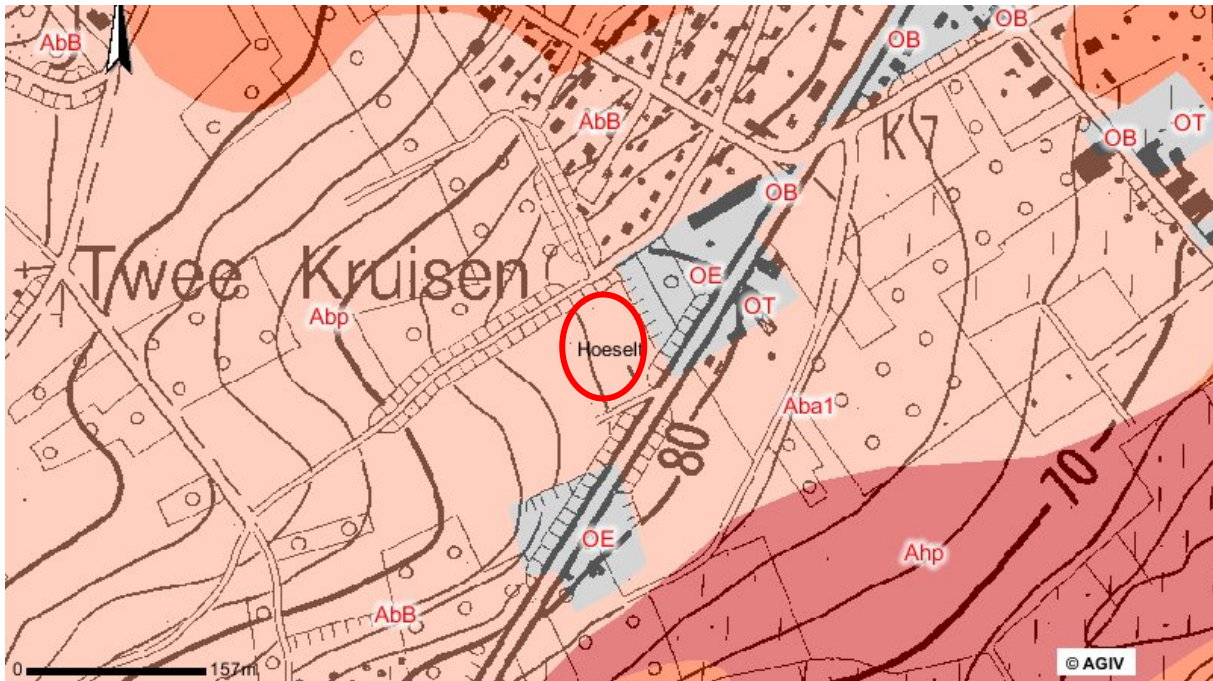 AbB
OB
OB
AbB
K 7
OB
OT
OB
Twee Kruisen
OE
Abp
OT
Hoeselt
Aba1
80
10
OE
Ahp
AbB
0 157m
© AGIV